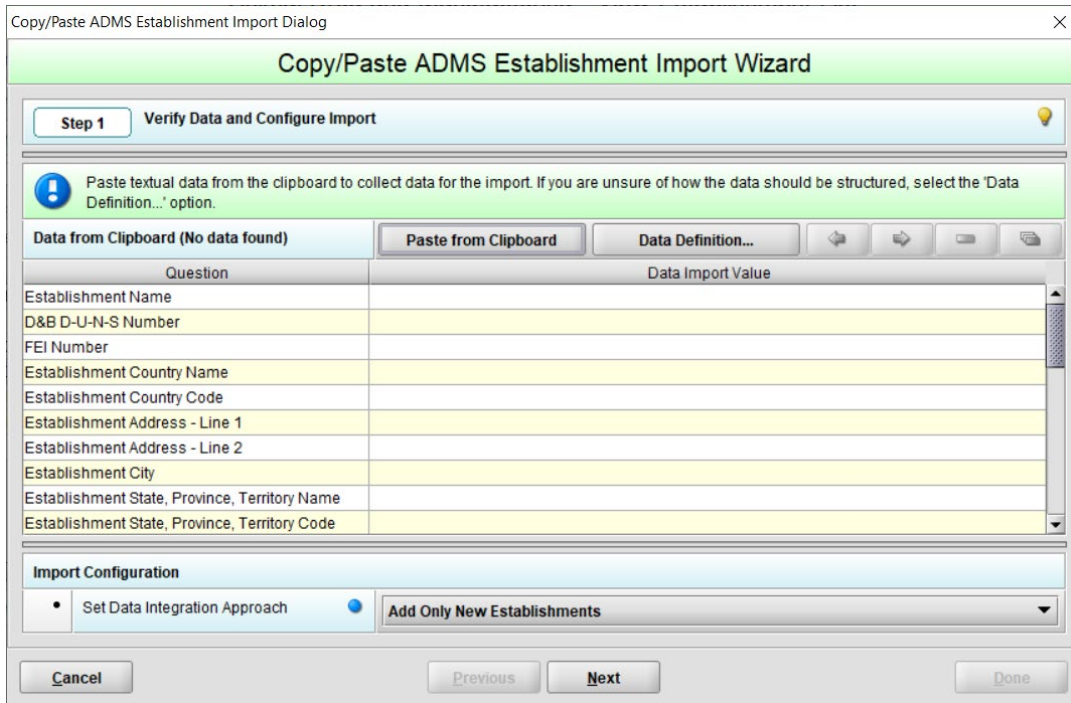 Copy/Paste ADMS Establishment Import Dialog
Copy/Paste ADMS Establishment Import Wizard
Step 1
Verify Data and Configure Import
Paste textual data from the clipboard to collect data for the import. If you are unsure of how the data should be structured, select the 'Data
Definition...' option.
Data from Clipboard (No data found)
Paste from Clipboard
Data Definition...
Question
Data Import Value
Establishment Name
D&B D-U-N-S Number
FEI Number
Establishment Country Name
Establishment Country Code
Establishment Address - Line 1
Establishment Address - Line 2
Establishment City
Establishment State, Province, Territory Name
Establishment State, Province, Territory Code
Import Configuration
Set Data Integration Approach
Add Only New Establishments
Cancel
Previous
Next
Done